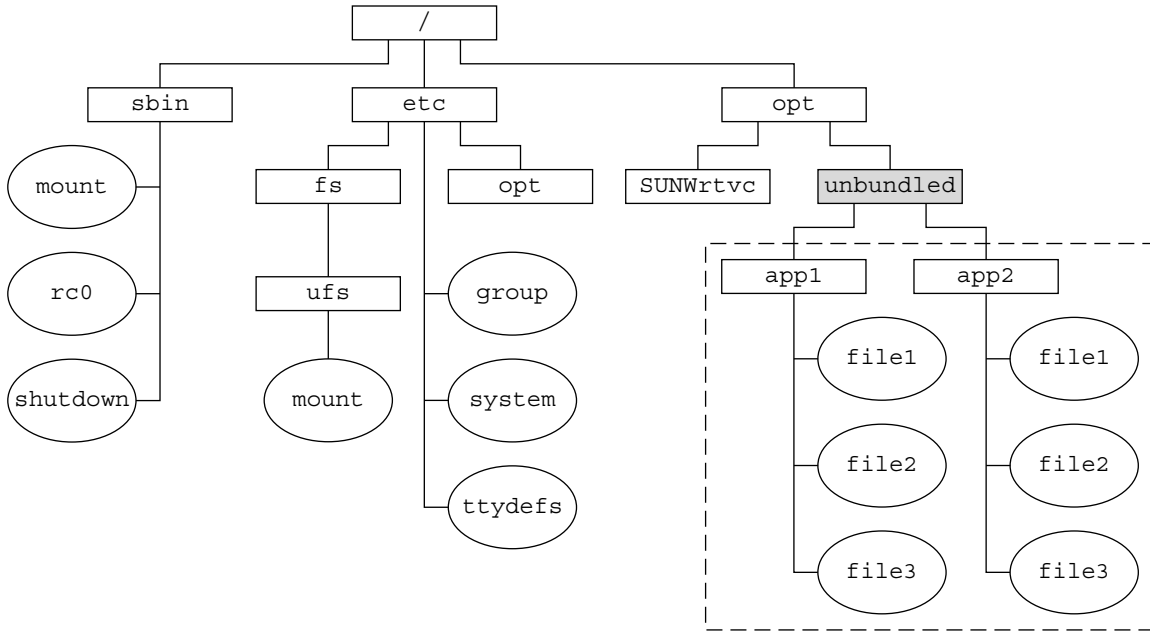 /
sbin
etc
opt
mount
fs
opt
SUNWrtvc
unbundled
rc0
ufs
group
app1
app2
shutdown
mount
system
file1
file1
file2
file2
ttydefs
file3
file3